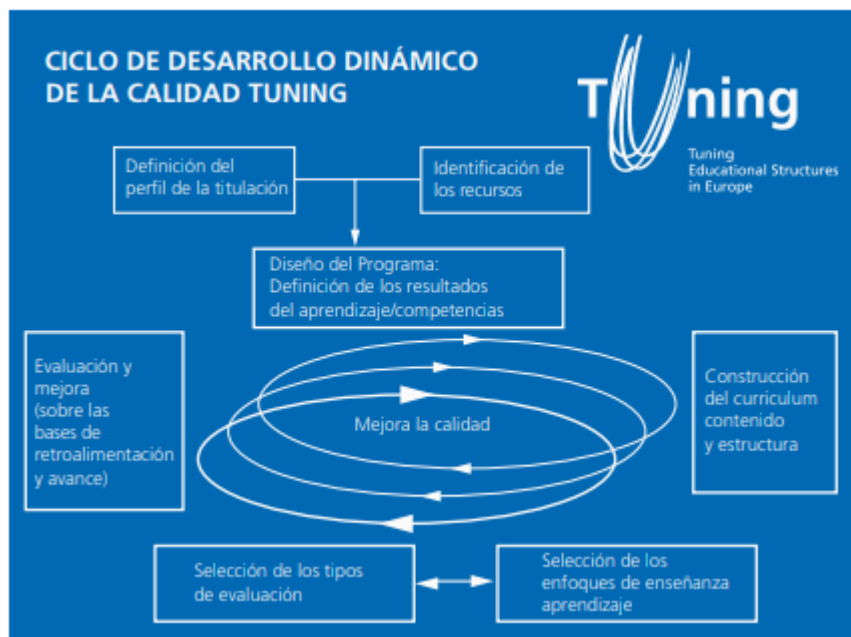 CICLO DE DESARROLLO DINÁMICO
DE LA CALIDAD TUNING
Tuning
Tuning
Educational Structures
in Europe
Definición del
perfil de la titulación
Identificación de
los recursos
Diseño del Programa:
Definición de los resultados
del aprendizaje/competencias
Evaluación y
mejora
(sobre las
bases de
retroalimentación
y avance)
Mejora la calidad
Construcción
del curriculum
contenido
y estructura
Selección de los tipos
de evaluación
Selección de los
enfoques de enseñanza
aprendizaje